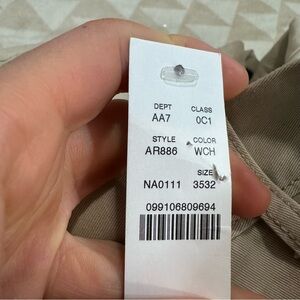 DEPT CLASS
AA7 0C1
STYLE COLOR
AR886 WCH
SIZE
NA0111 3532
099106809694